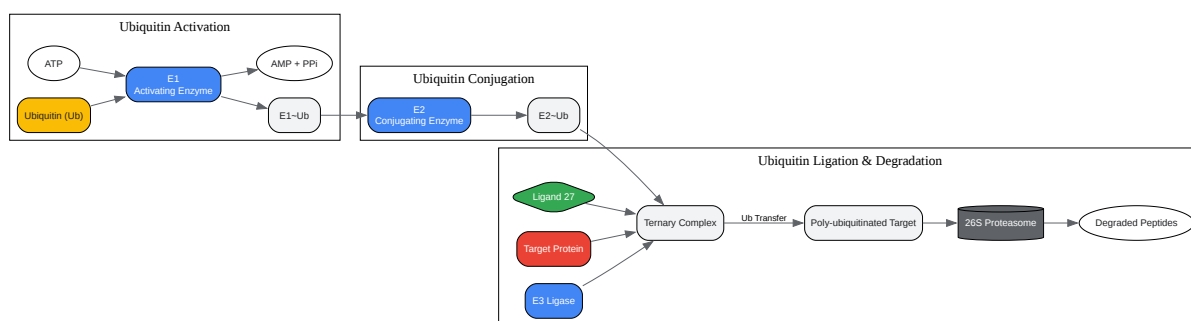 Ubiquitin Activation
ATP
E1
Activating Enzyme
AMP + PPi
Ubiquitin (Ub)
E1~Ub
Ubiquitin Conjugation
E2
Conjugating Enzyme
E2~Ub
Ubiquitin Ligation & Degradation
Ligand 27
Target Protein
E3 Ligase
Ternary Complex
Ub Transfer
Poly-ubiquitinated Target
26S Proteasome
Degraded Peptides